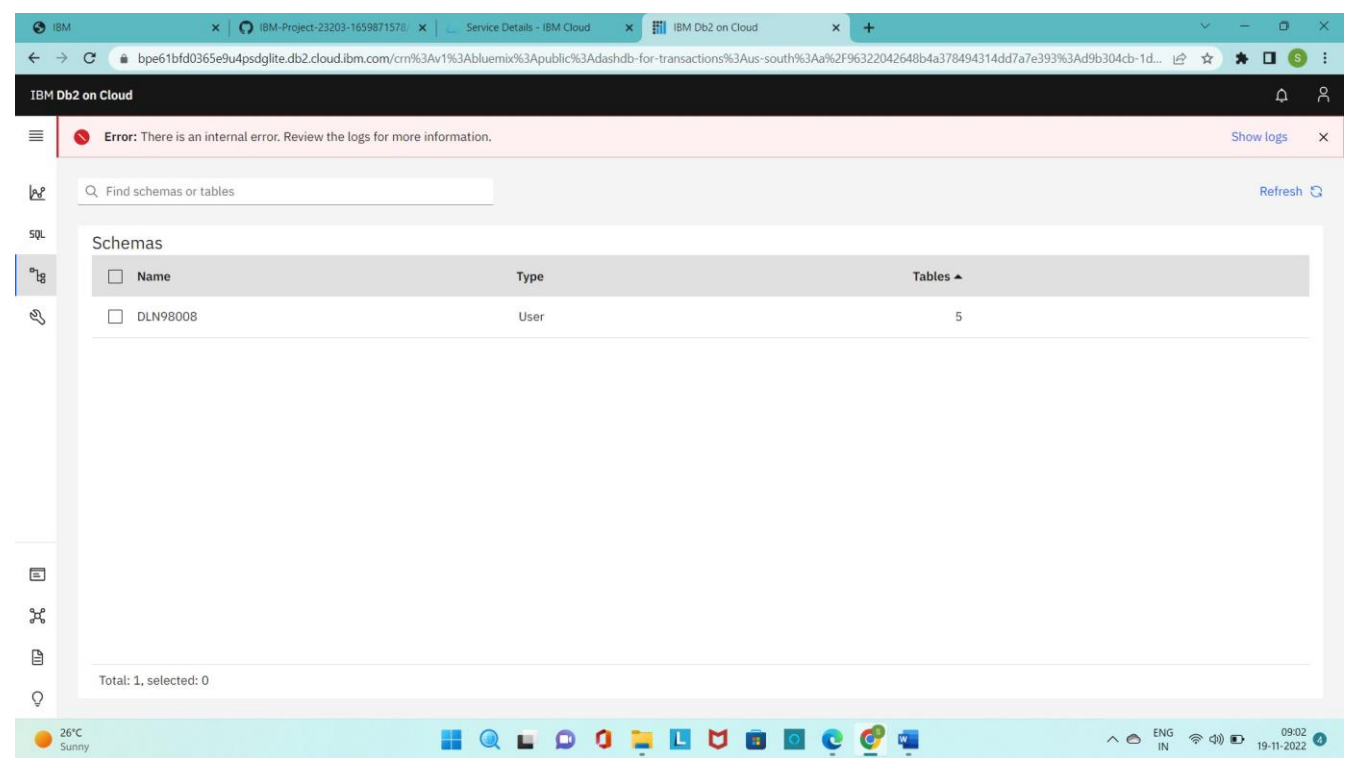 IBM
IBM-Project-23203-1659871578/
Service Details - IBM Cloud
IBM Db2 on Cloud
bpe61bfd0365e9u4psdglite.db2.cloud.ibm.com/crn%3Av1%3Abluemix%3Apublic%3Adashdb-for-transactions%3Aus-south%3Aa%2F96322042648b4a378494314dd7a7e393%3Ad9b304cb-1d...
S
IBM Db2 on Cloud
Error: There is an internal error. Review the logs for more information.
Show logs
Find schemas or tables
Refresh
SQL
Schemas
Name Type Tables
DLN98008 User 5
Total: 1, selected: 0
26°C
Sunny
ENG
IN
09:02
19-11-2022
4